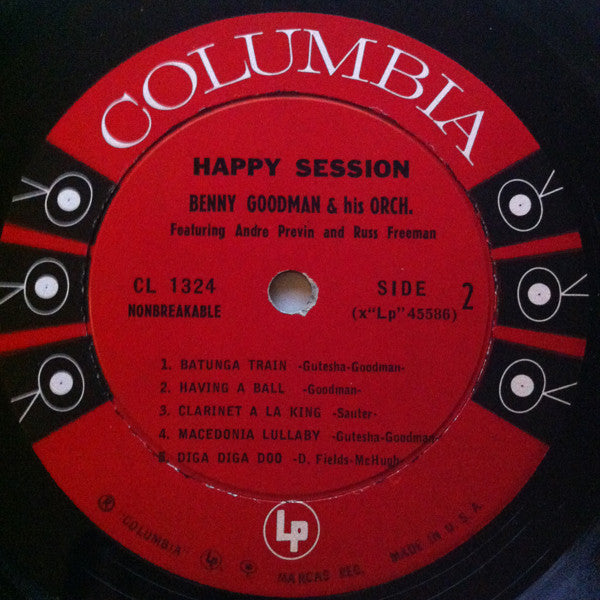 COLUMBIA
HAPPY SESSION
BENNY GOODMAN & his ORCH.
Featuring Andre Previn and Russ Freeman
CL 1324
NONBREAKABLE
SIDE 2
(x"Lp"45586)
1. BATUNGA TRAIN -Gutesha-Goodman-
2. HAVING A BALL -Goodman-
3. CLARINET A LA KING -Sauter-
4. MACEDONIA LULLABY -Gutesha-Goodman-
5. DIGA DIGA DOO -D. Fields-McHugh-
Lp
® "COLUMBIA" Lp MARCAS REG. MADE IN U.S.A.